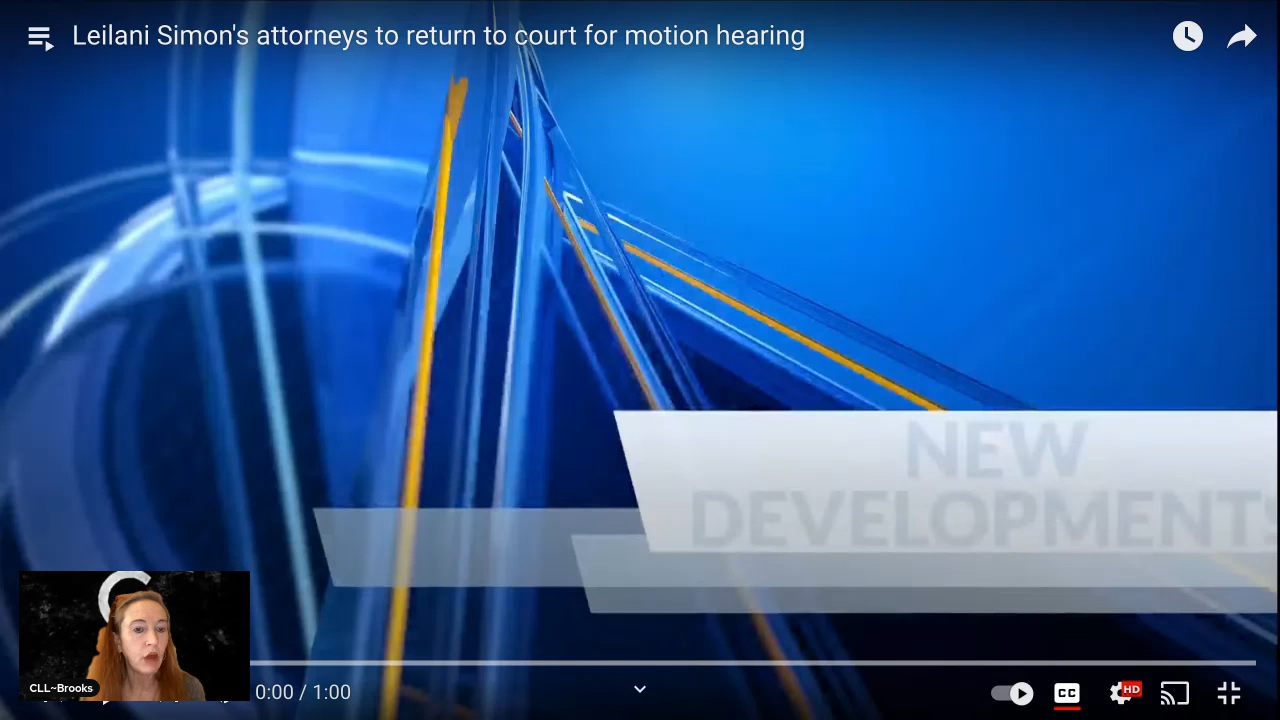 Leilani Simon's attorneys to return to court for motion hearing
NEW
DEVELOPMENTS
CLL~Brooks
0:00 / 1:00
CC
HD